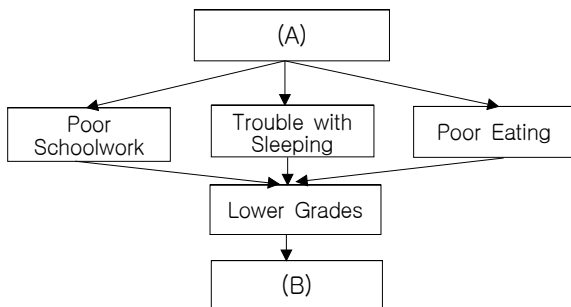 (A)
Poor
Schoolwork
Trouble with
Sleeping
Poor Eating
Lower Grades
(B)